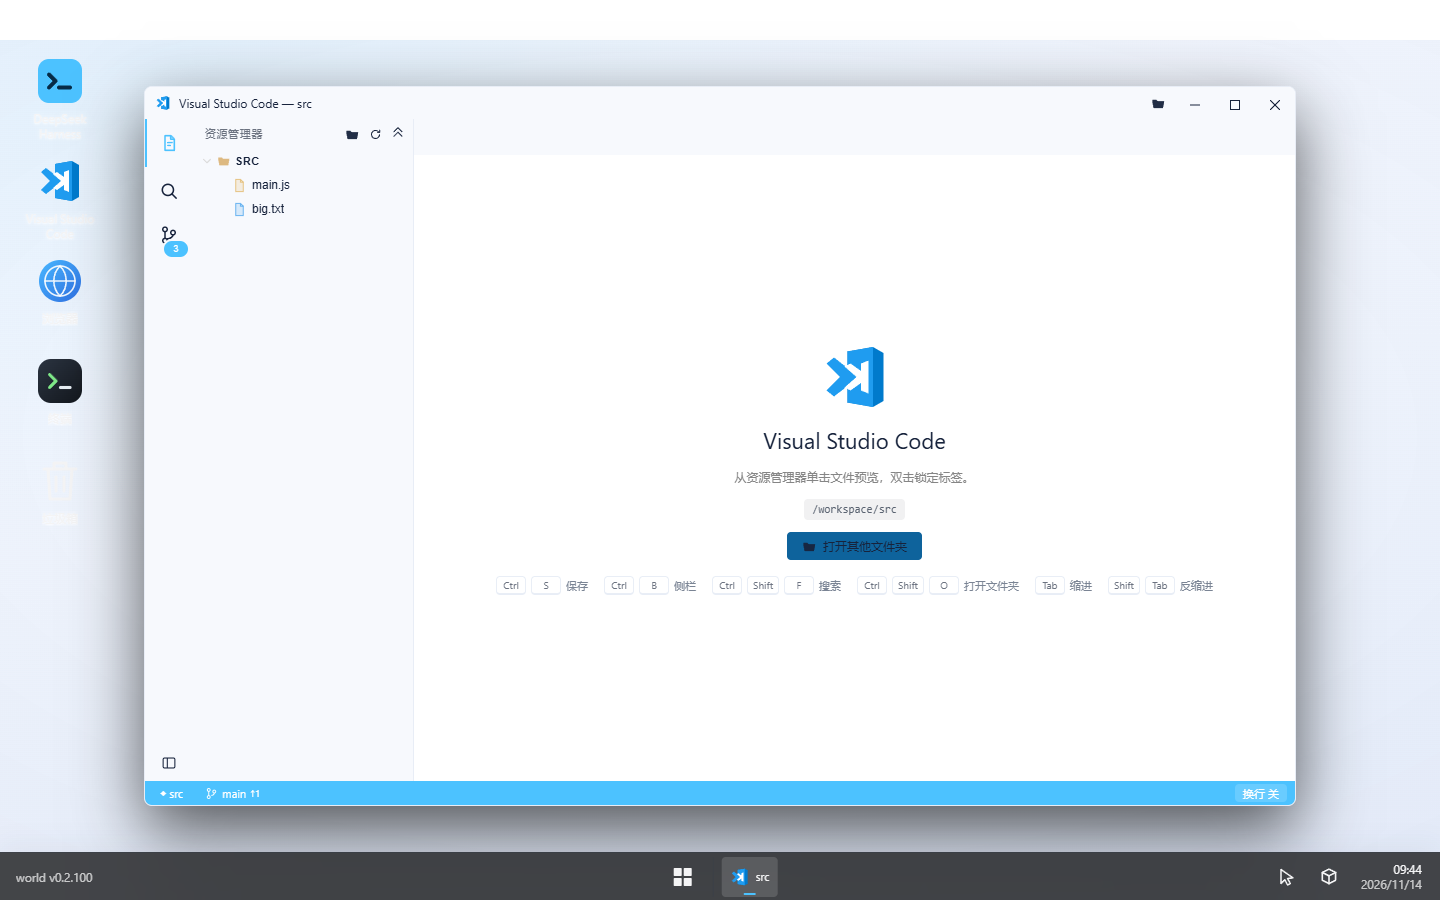 Visual Studio Code — src
资源管理器
SRC
main.js
big.txt
3
Visual Studio Code
从资源管理器单击文件预览，双击锁定标签。
/workspace/src
打开其他文件夹
Ctrl S 保存 Ctrl B 侧栏 Ctrl Shift F 搜索 Ctrl Shift O 打开文件夹 Tab 缩进 Shift Tab 反缩进
src main ↑1 换行 关
world v0.2.100
src
09:44
2026/11/14